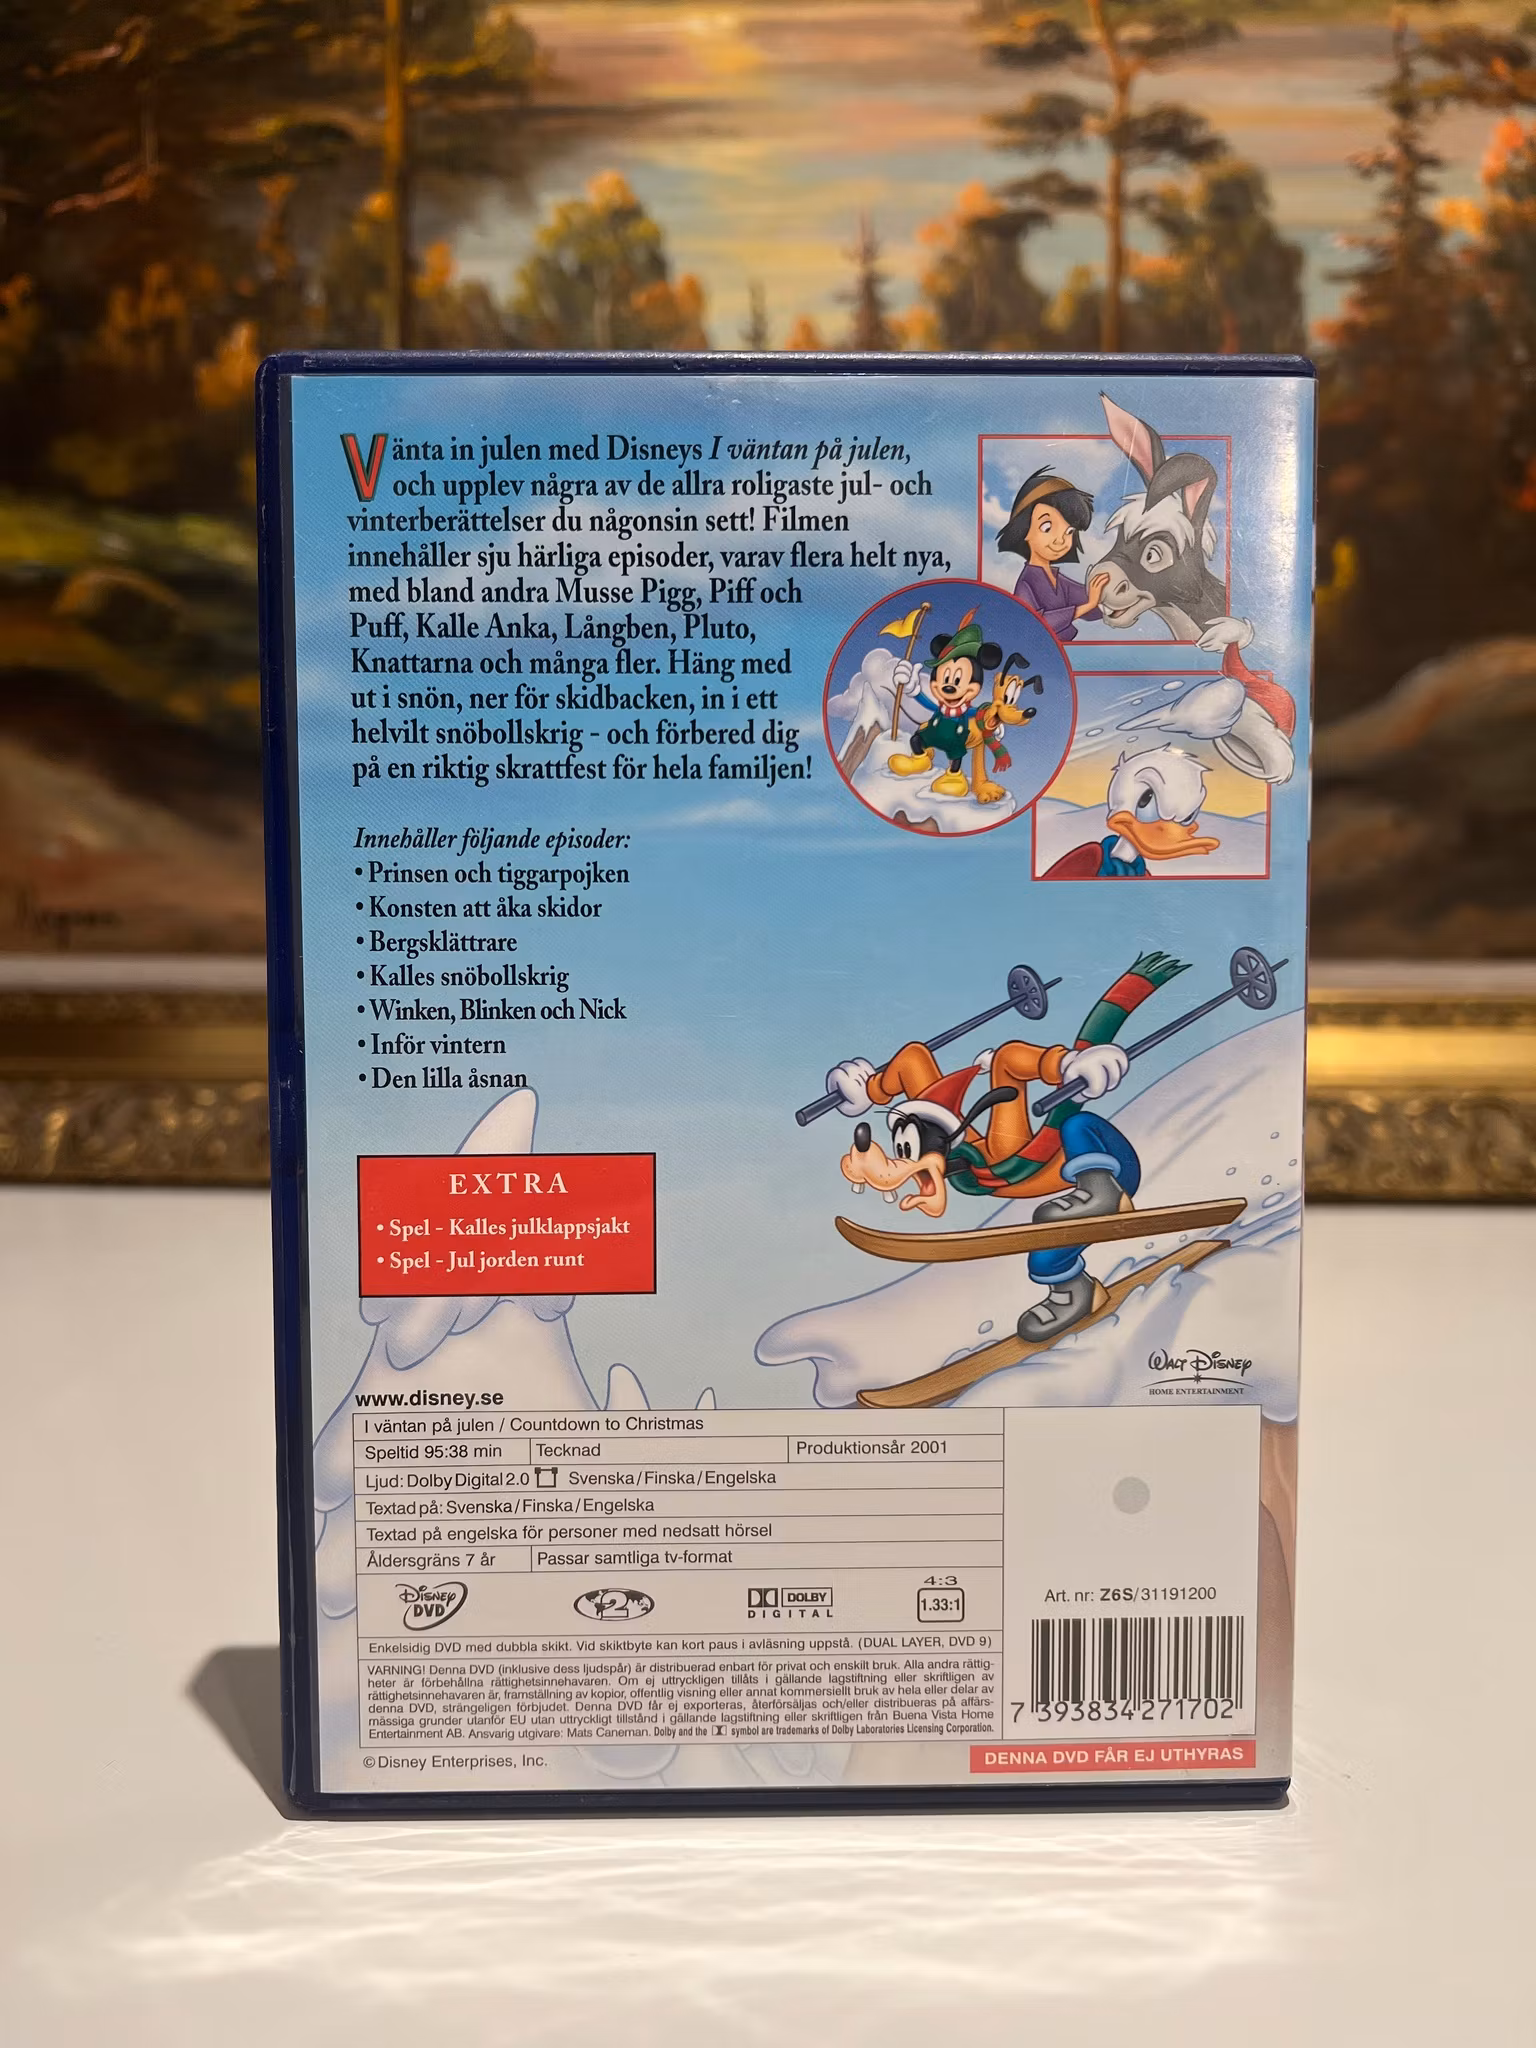 Vänta in julen med Disneys I väntan på julen,
och upplev några av de allra roligaste jul- och
vinterberättelser du någonsin sett! Filmen
innehåller sju härliga episoder, varav flera helt nya,
med bland andra Musse Pigg, Piff och
Puff, Kalle Anka, Långben, Pluto,
Knattarna och många fler. Häng med
ut i snön, ner för skidbacken, in i ett
helvilt snöbollskrig - och förbered dig
på en riktig skrattfest för hela familjen!
Innehåller följande episoder:
• Prinsen och tiggarpojken
• Konsten att åka skidor
• Bergsklättrare
• Kalles snöbollskrig
• Winken, Blinken och Nick
• Inför vintern
• Den lilla åsnan
EXTRA
• Spel - Kalles julklappsjakt
• Spel - Jul jorden runt
WALT DISNEY
HOME ENTERTAINMENT
www.disney.se
I väntan på julen / Countdown to Christmas
Speltid 95:38 min Tecknad Produktionsår 2001
Ljud: Dolby Digital 2.0 Svenska/Finska/Engelska
Textad på: Svenska/Finska/Engelska
Textad på engelska för personer med nedsatt hörsel
Åldersgräns 7 år Passar samtliga tv-format
DISNEY DVD 2 DOLBY DIGITAL 4:3 1.33:1
Enkelsidig DVD med dubbla skikt. Vid skiktbyte kan kort paus i avläsning uppstå. (DUAL LAYER, DVD 9)
VARNING! Denna DVD (inklusive dess ljudspår) är distribuerad enbart för privat och enskilt bruk. Alla andra rättig-
heter är förbehållna rättighetsinnehavaren. Om ej uttryckligen tillåts i gällande lagstiftning eller skriftligen av
rättighetsinnehavaren är, framställning av kopior, offentlig visning eller annat kommersiellt bruk av hela eller delar av
denna DVD, strängeligen förbjudet. Denna DVD får ej exporteras, återförsäljas och/eller distribueras på affärs-
mässiga grunder utanför EU utan uttryckligt tillstånd i gällande lagstiftning eller skriftligen från Buena Vista Home
Entertainment AB. Ansvarig utgivare: Mats Caneman. Dolby and the symbol are trademarks of Dolby Laboratories Licensing Corporation.
Art. nr: Z6S/31191200
7 393834 271702
© Disney Enterprises, Inc.
DENNA DVD FÅR EJ UTHYRAS